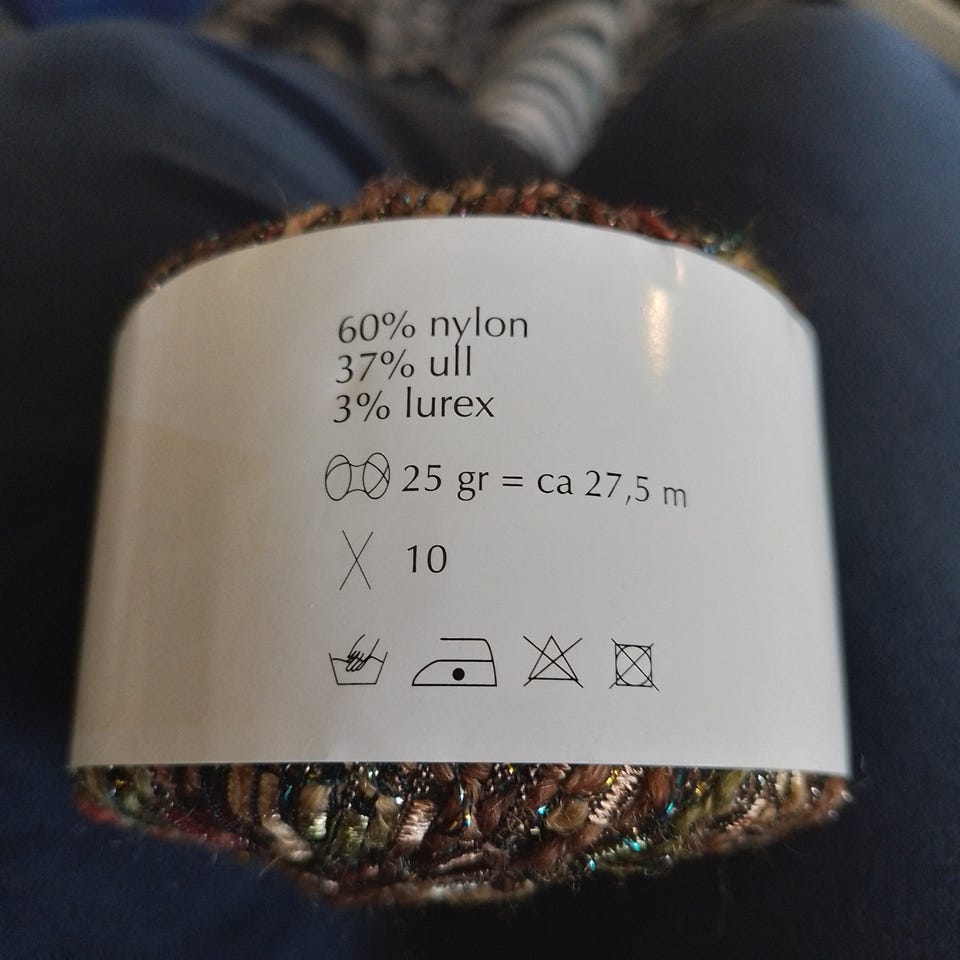 60% nylon
37% ull
3% lurex
25 gr = ca 27,5 m
10